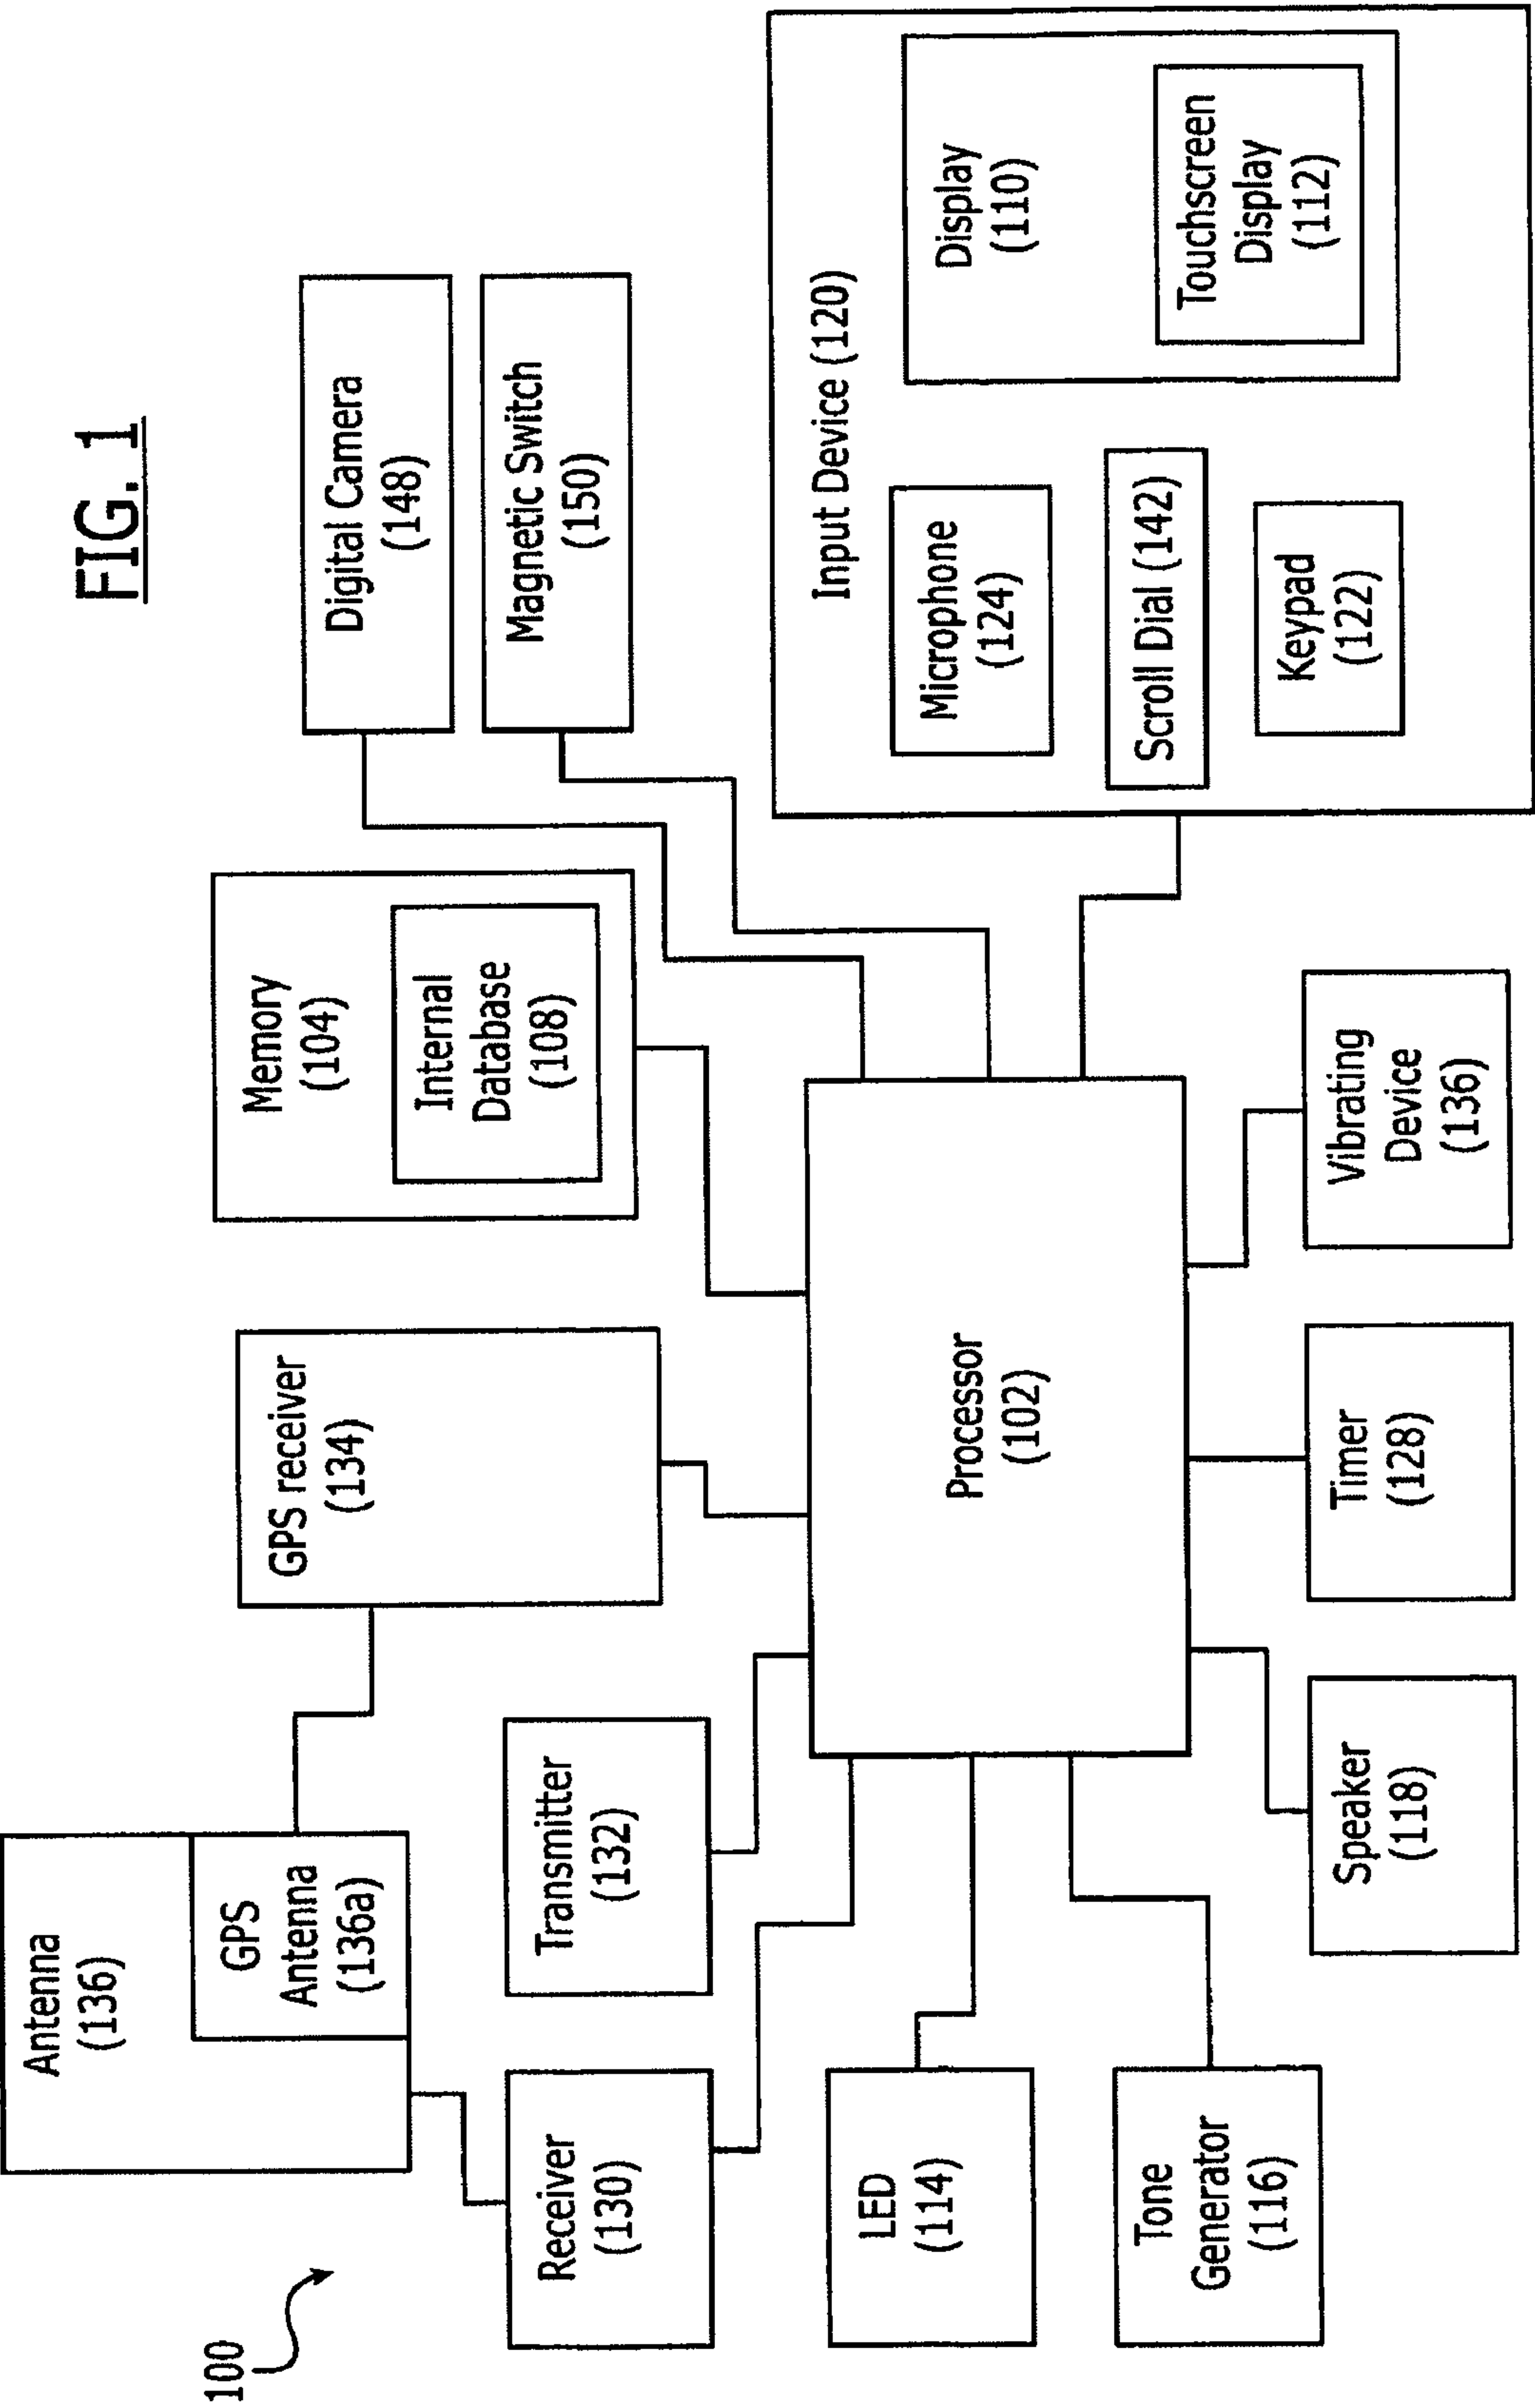 FIG. 1
100
Antenna
(136)
GPS
Antenna
(136a)
GPS receiver
(134)
Memory
(104)
Internal
Database
(108)
Digital Camera
(148)
Magnetic Switch
(150)
Receiver
(130)
Transmitter
(132)
Processor
(102)
Input Device (120)
Microphone
(124)
Scroll Dial (142)
Keypad
(122)
Display
(110)
Touchscreen
Display
(112)
LED
(114)
Tone
Generator
(116)
Speaker
(118)
Timer
(128)
Vibrating
Device
(136)